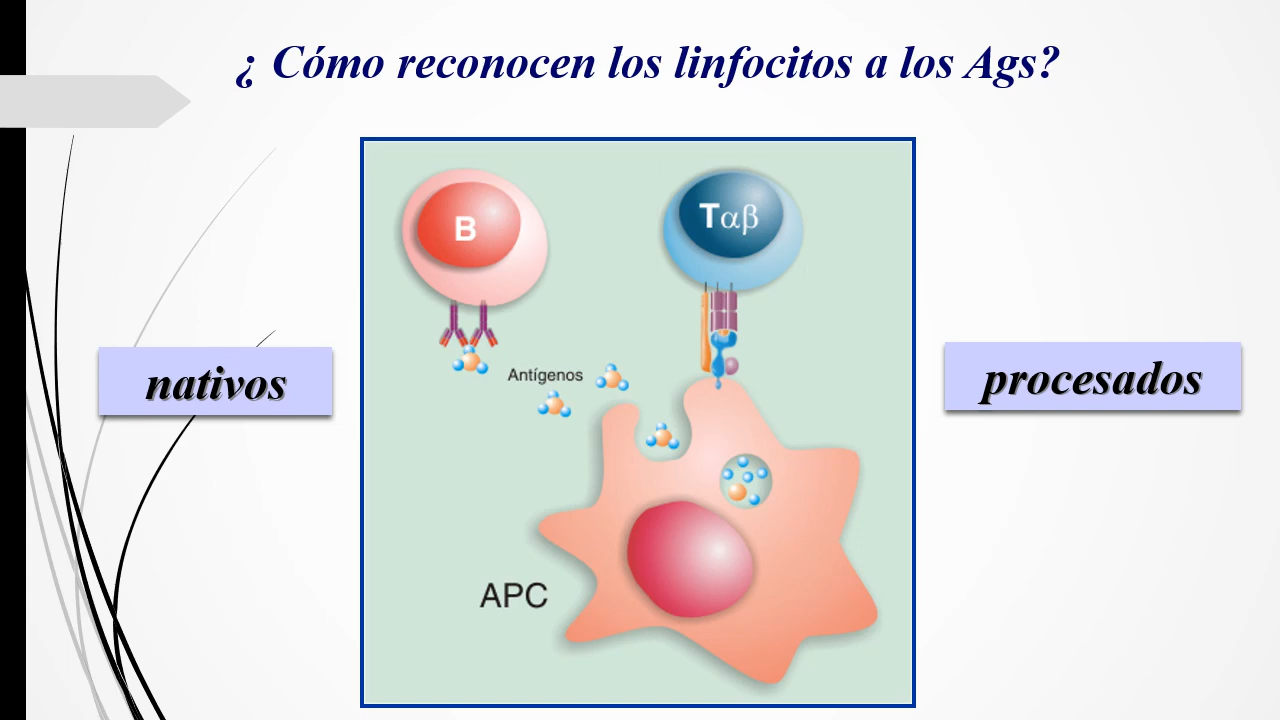 ¿ Cómo reconocen los linfocitos a los Ags?
B
Tαβ
nativos
Antígenos
procesados
APC